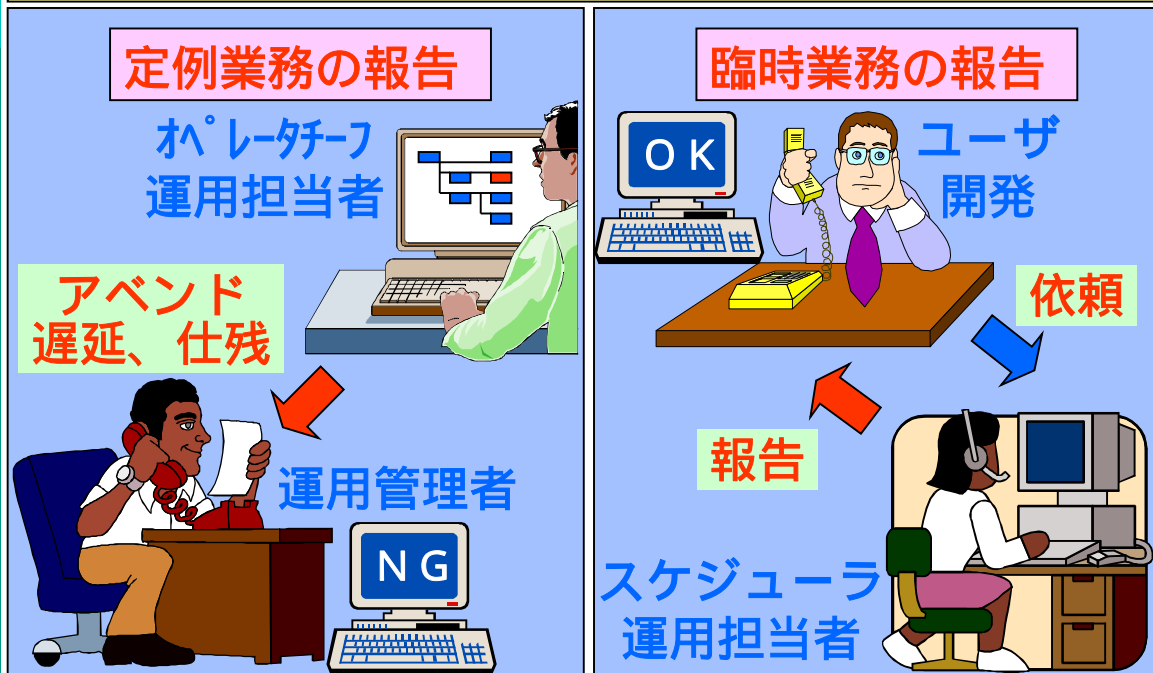 定例業務の報告
ｵﾍﾟﾚｰﾀﾁｰﾌ
運用担当者
アベンド
遅延、仕残
運用管理者
NG
臨時業務の報告
OK
ユーザ
開発
依頼
報告
スケジューラ
運用担当者